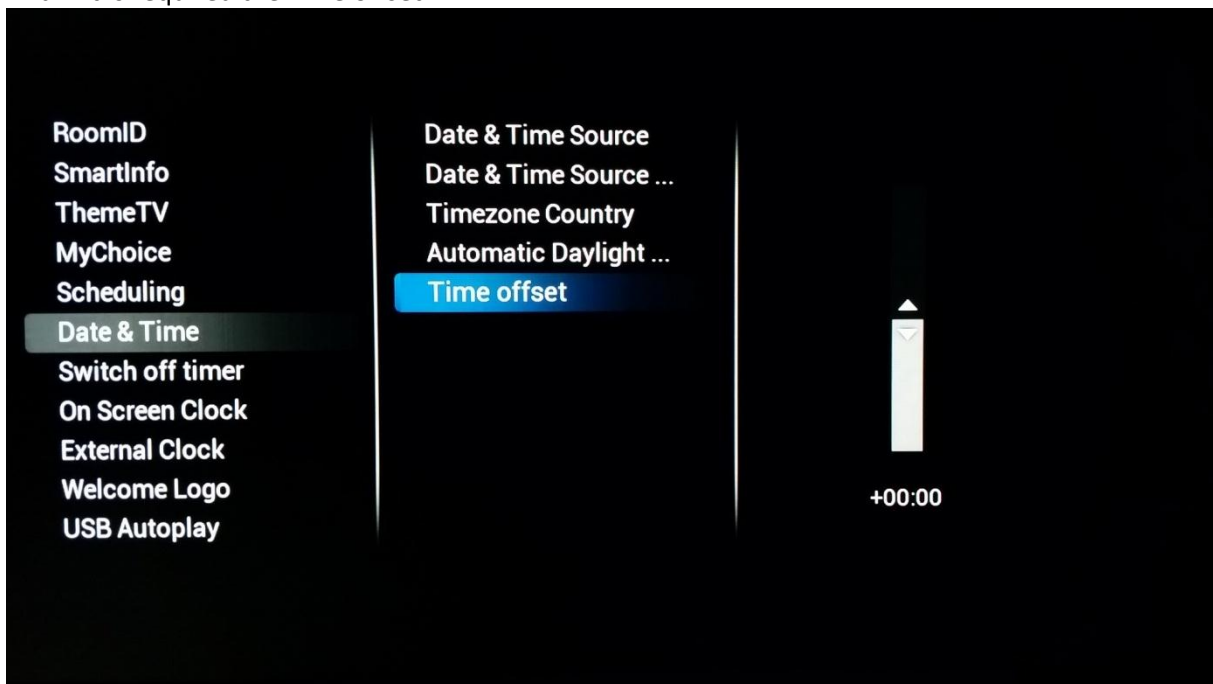 RoomID
SmartInfo
ThemeTV
MyChoice
Scheduling
Date & Time
Switch off timer
On Screen Clock
External Clock
Welcome Logo
USB Autoplay
Date & Time Source
Date & Time Source ...
Timezone Country
Automatic Daylight ...
Time offset
+00:00